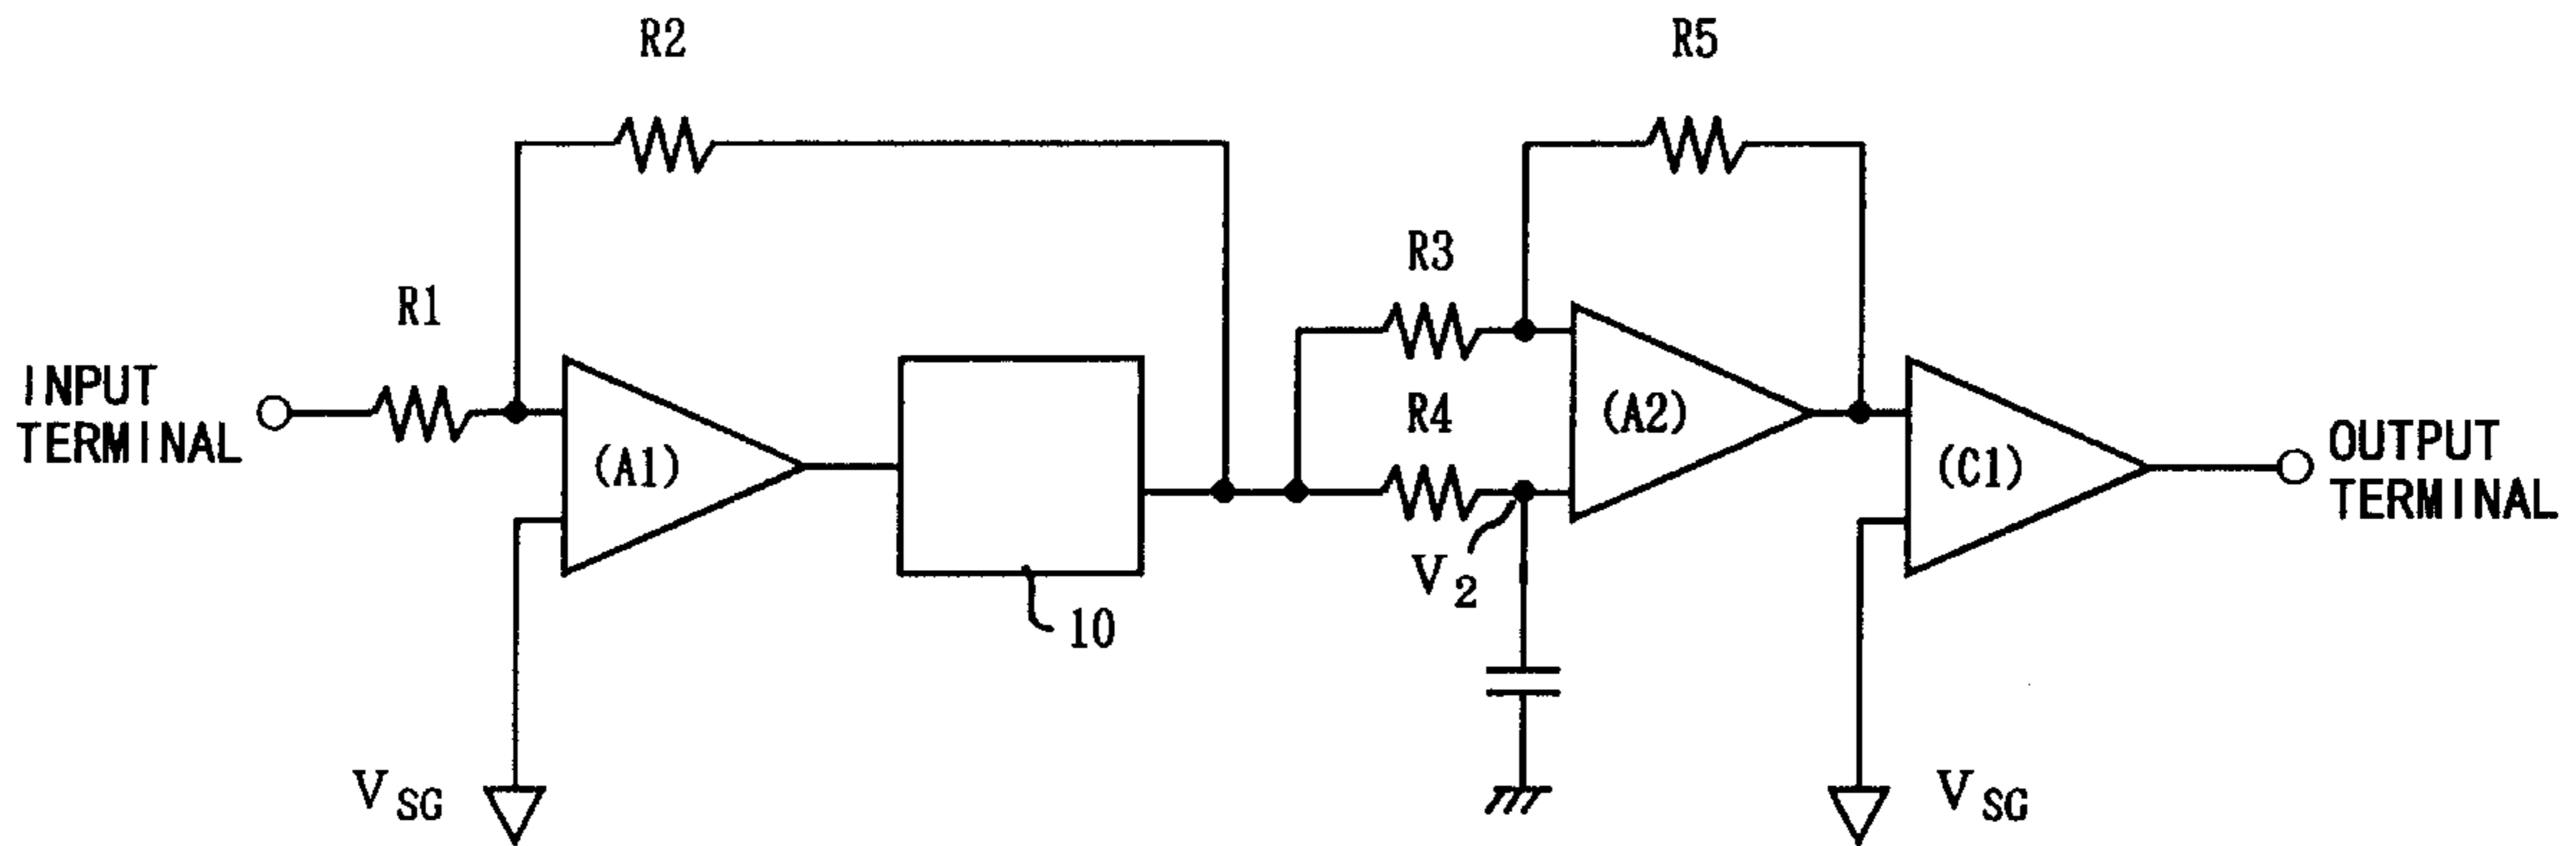 R2
R5
R3
R1
INPUT
TERMINAL
(A1)
R4
(A2)
(C1)
OUTPUT
TERMINAL
V2
10
VSG
VSG